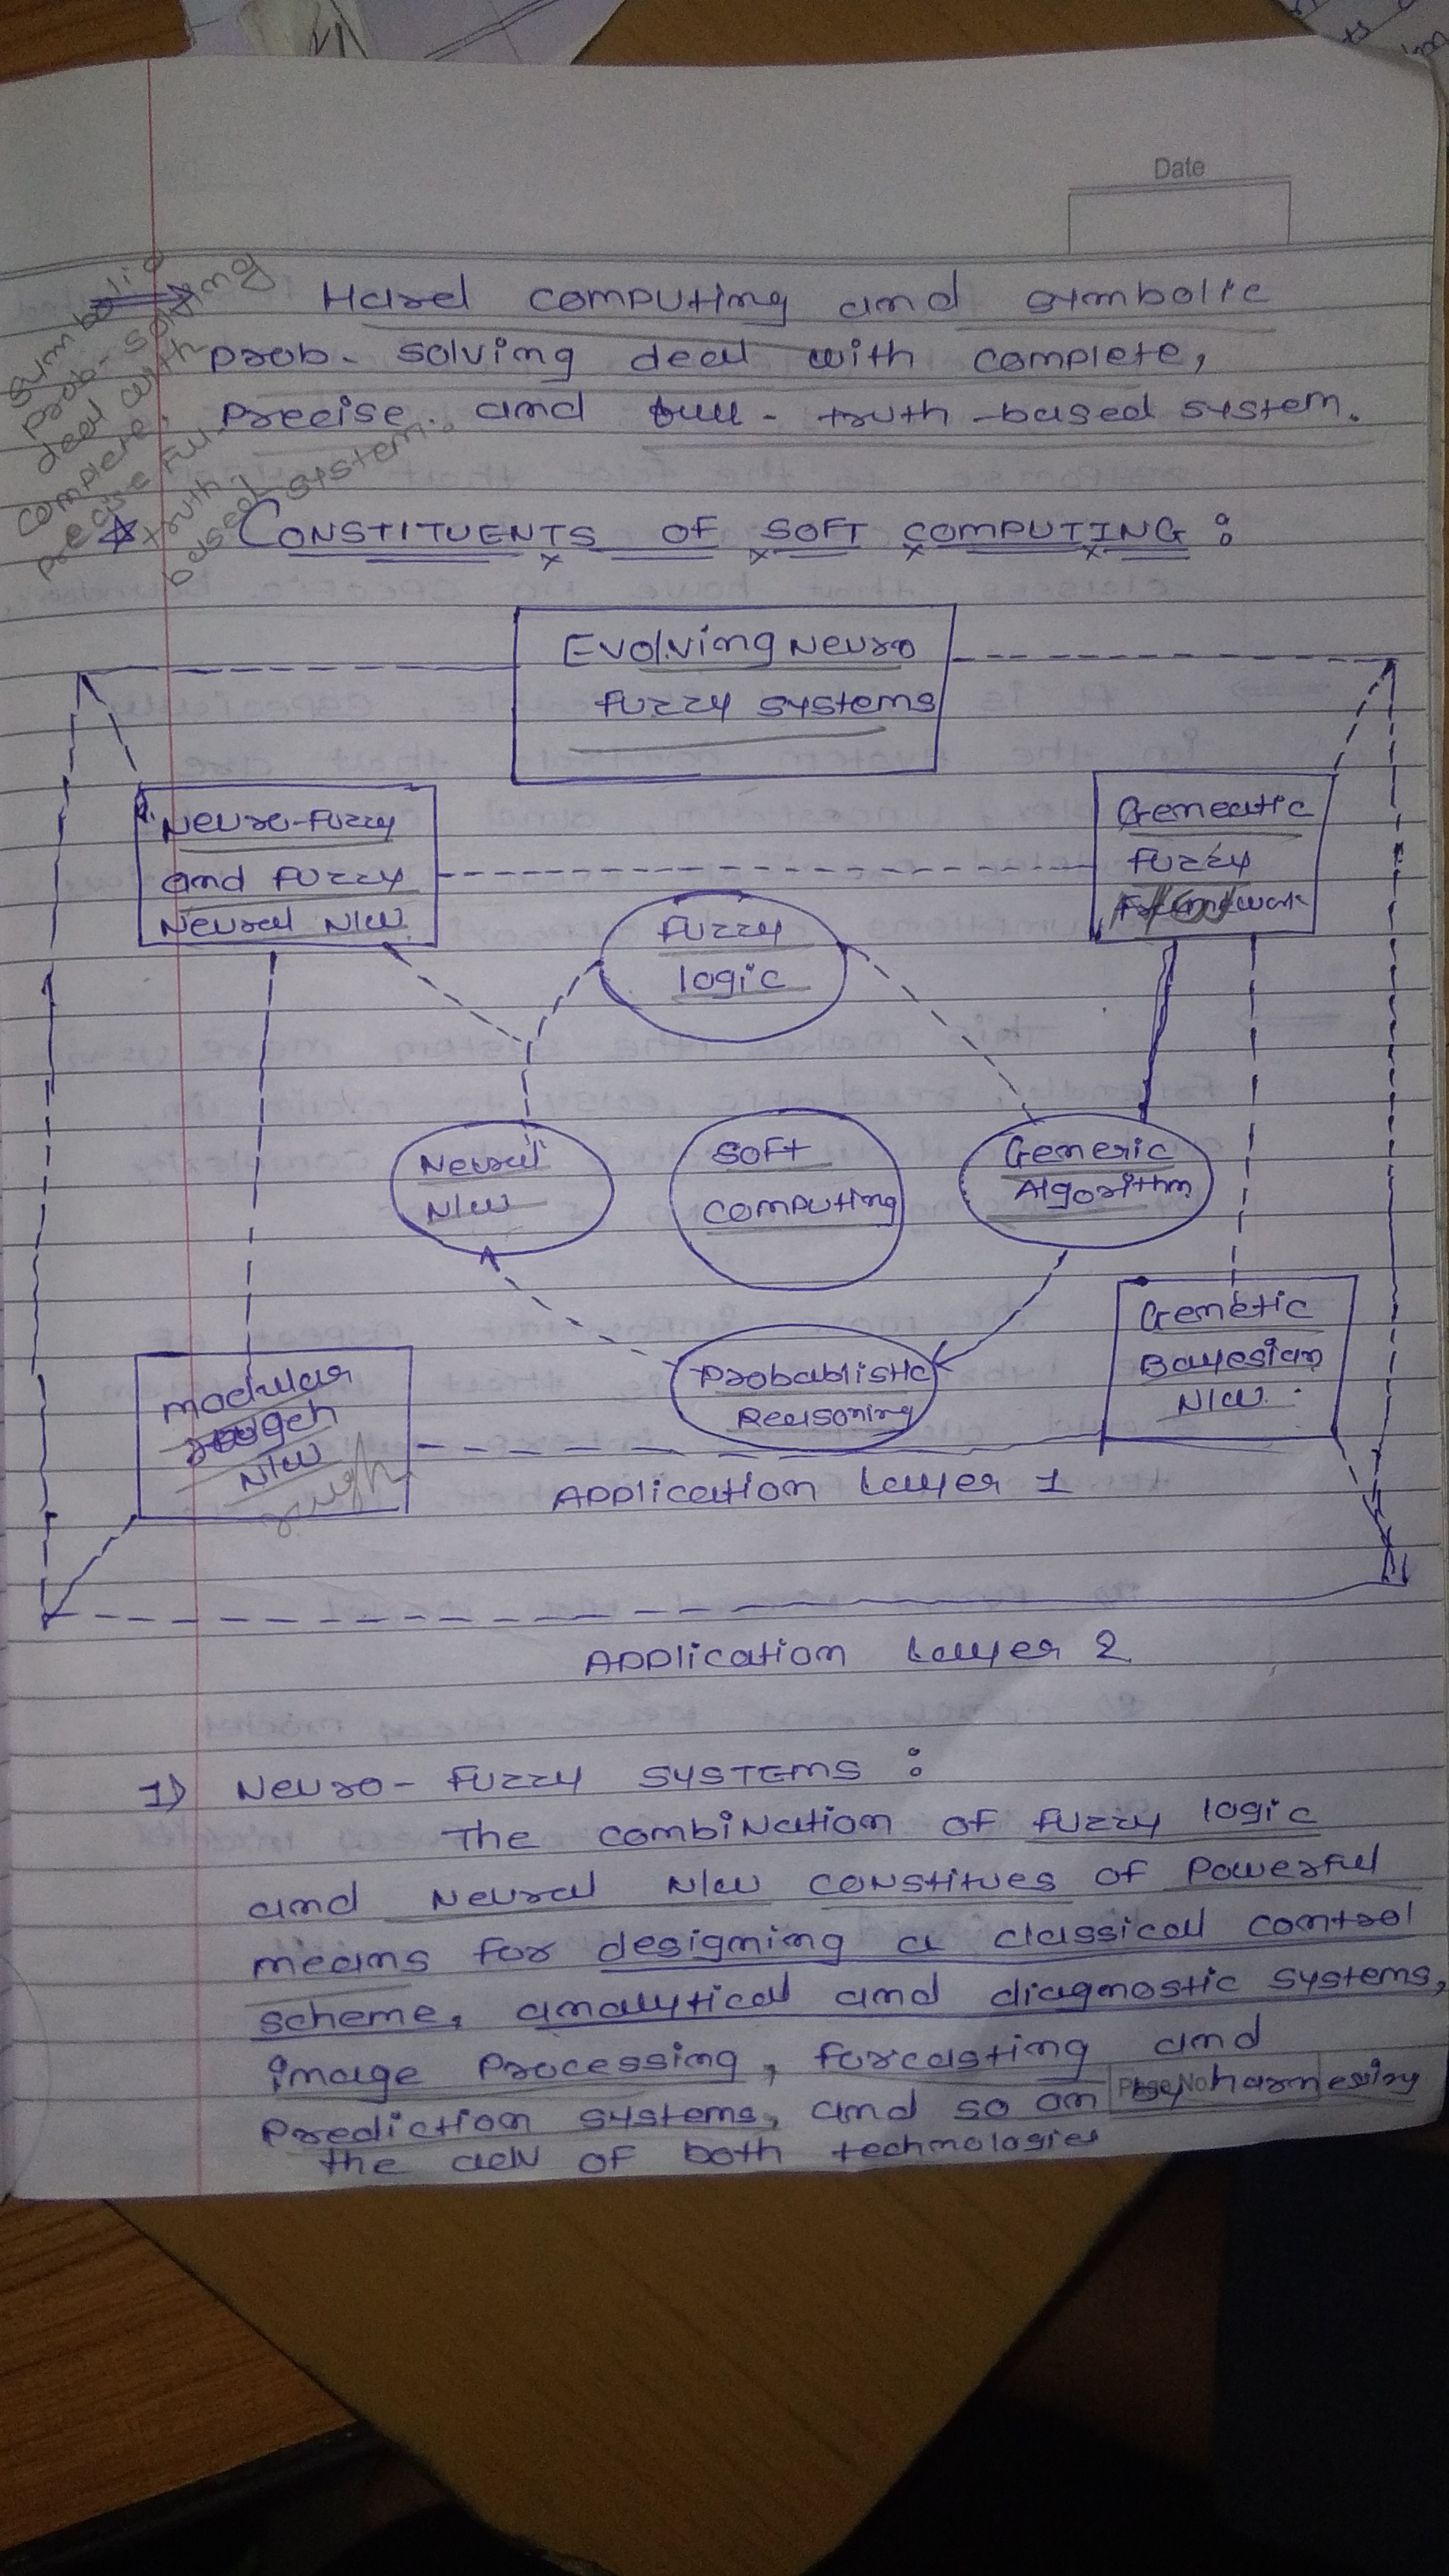 Date
Hard computing and simbolic
prob. solving deal with complete,
Precise. and full - truth -based system.
symbolic
prob- solving
deal with
complete,
precise ful-
truth-
based system.
CONSTITUENTS OF SOFT COMPUTING :
Evolving Neuro
fuzzy systems
Neuro-fuzzy
and fuzzy
Neural N/w
Geneatic
fuzzy
fuzzy
logic
Neural
N/w
soft
computing
Generic
Algorithm
Probablistic
Reasoning
modular
N/w
rough
Genetic
Bayesian
N/w.
Application Layer 1
Application Layer 2
1) Neuro - fuzzy SYSTEMS :
The combination of fuzzy logic
and Neural N/w constitues of Powerful
means for designing a classical control
scheme, analytical and diagnostic systems,
image Processing, forcasting and
Prediction systems, and so on by harnessing
Page No
the adv of both technologies